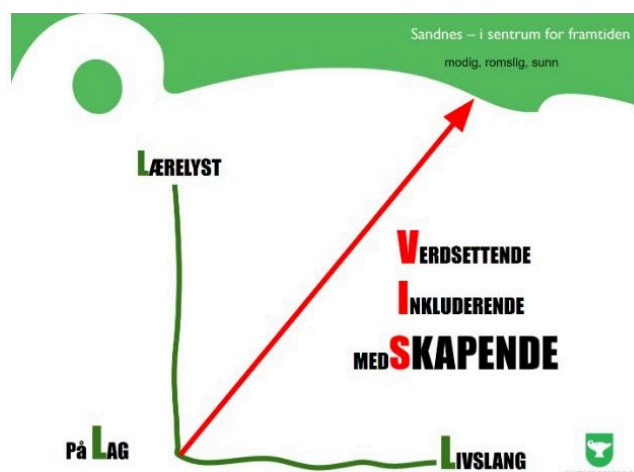 Sandnes – i sentrum for framtiden
modig, romslig, sunn
LÆRELYST
VERDSETTENDE
INKLUDERENDE
MEDSKAPENDE
På LAG
LIVSLANG